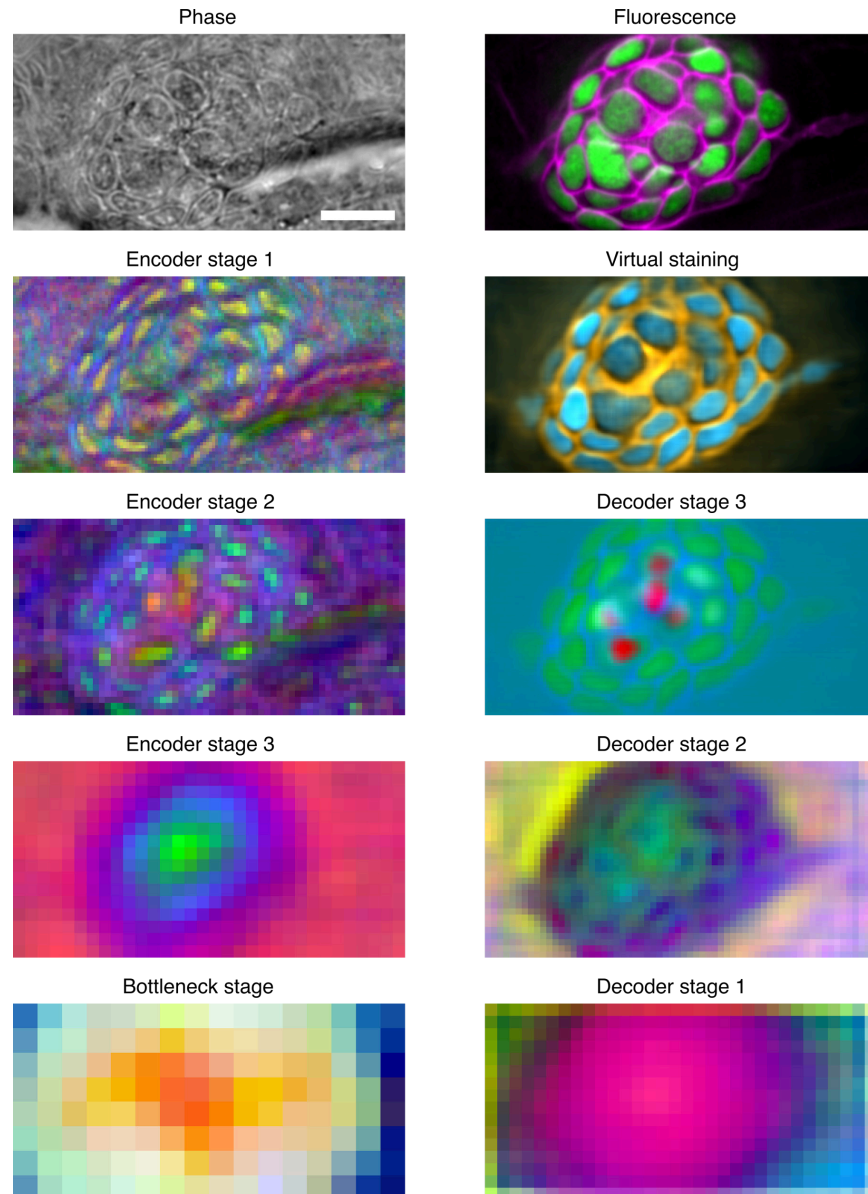 Phase
Fluorescence
Encoder stage 1
Virtual staining
Encoder stage 2
Decoder stage 3
Encoder stage 3
Decoder stage 2
Bottleneck stage
Decoder stage 1